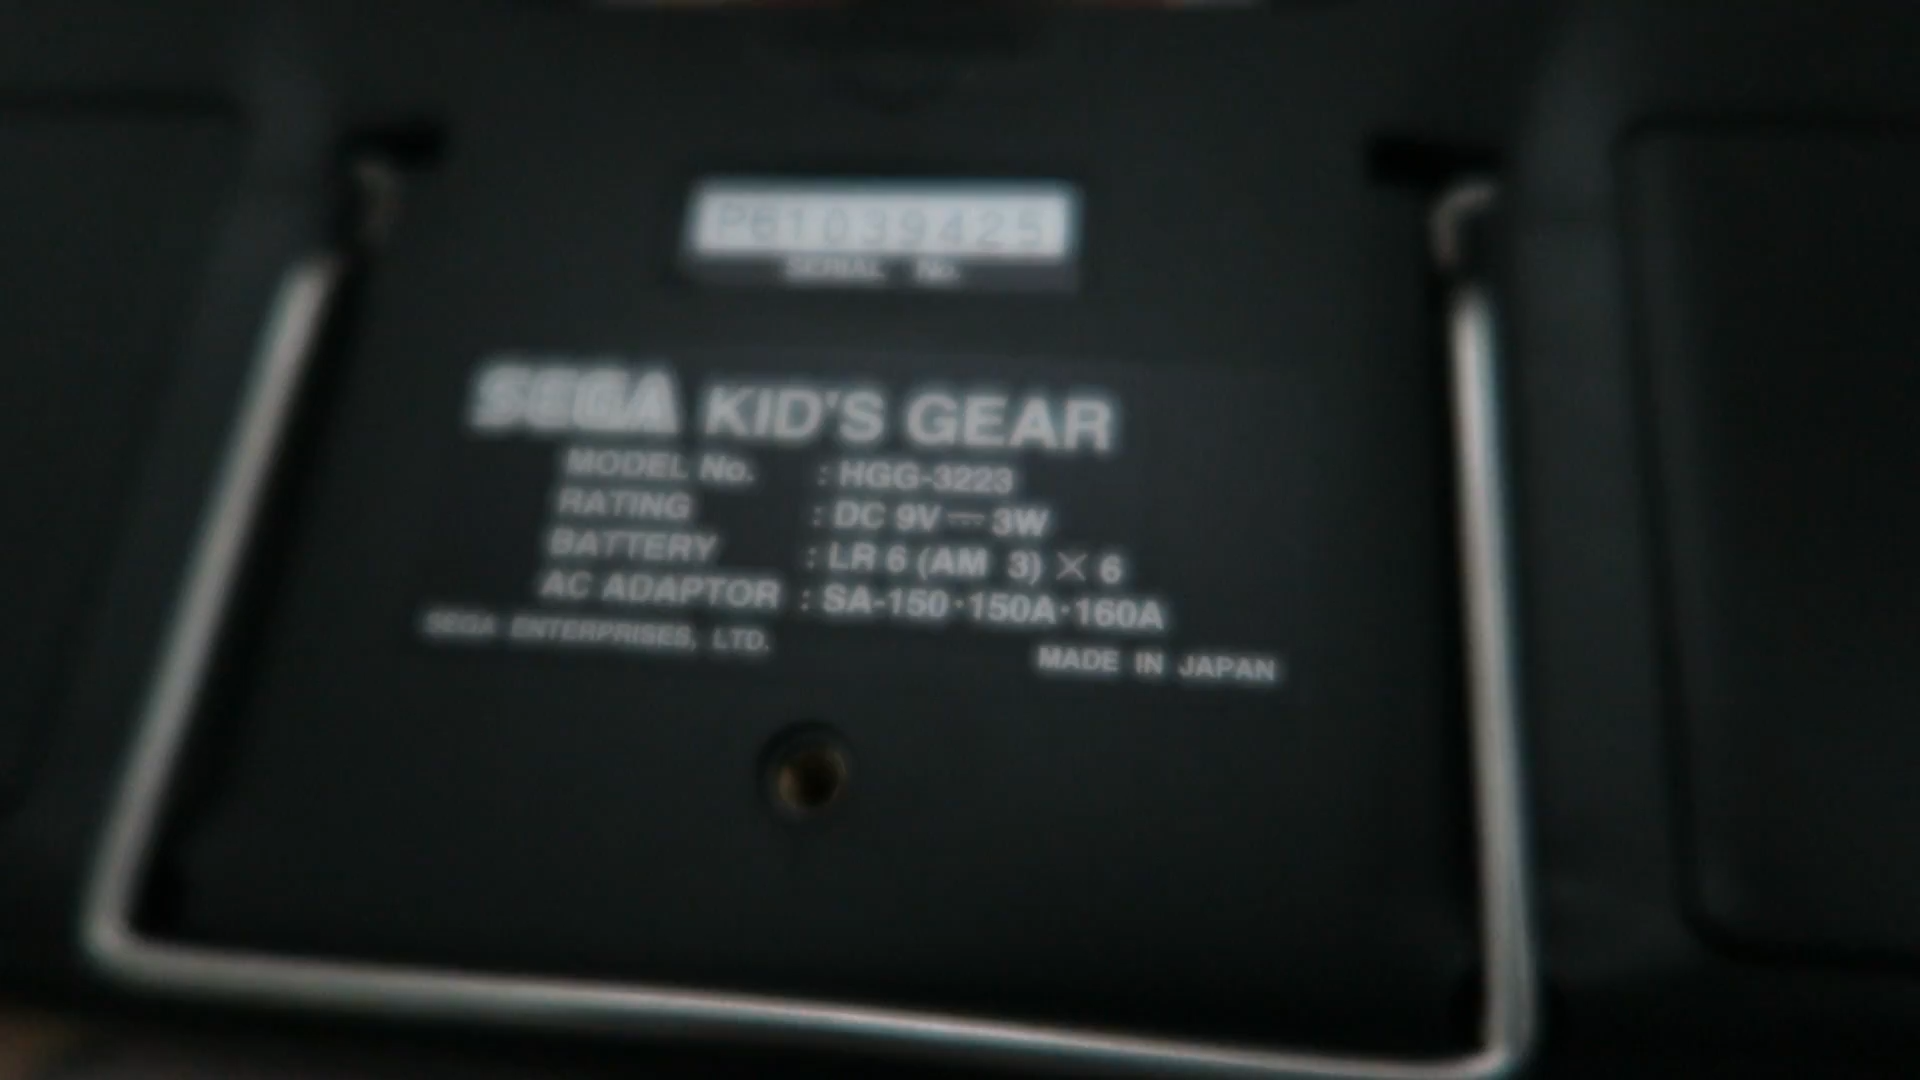 P61039425
SERIAL No.
SEGA KID'S GEAR
MODEL No. : HGG-3223
RATING : DC 9V ⎓ 3W
BATTERY : LR 6 (AM 3) × 6
AC ADAPTOR : SA-150·150A·160A
SEGA ENTERPRISES, LTD. MADE IN JAPAN